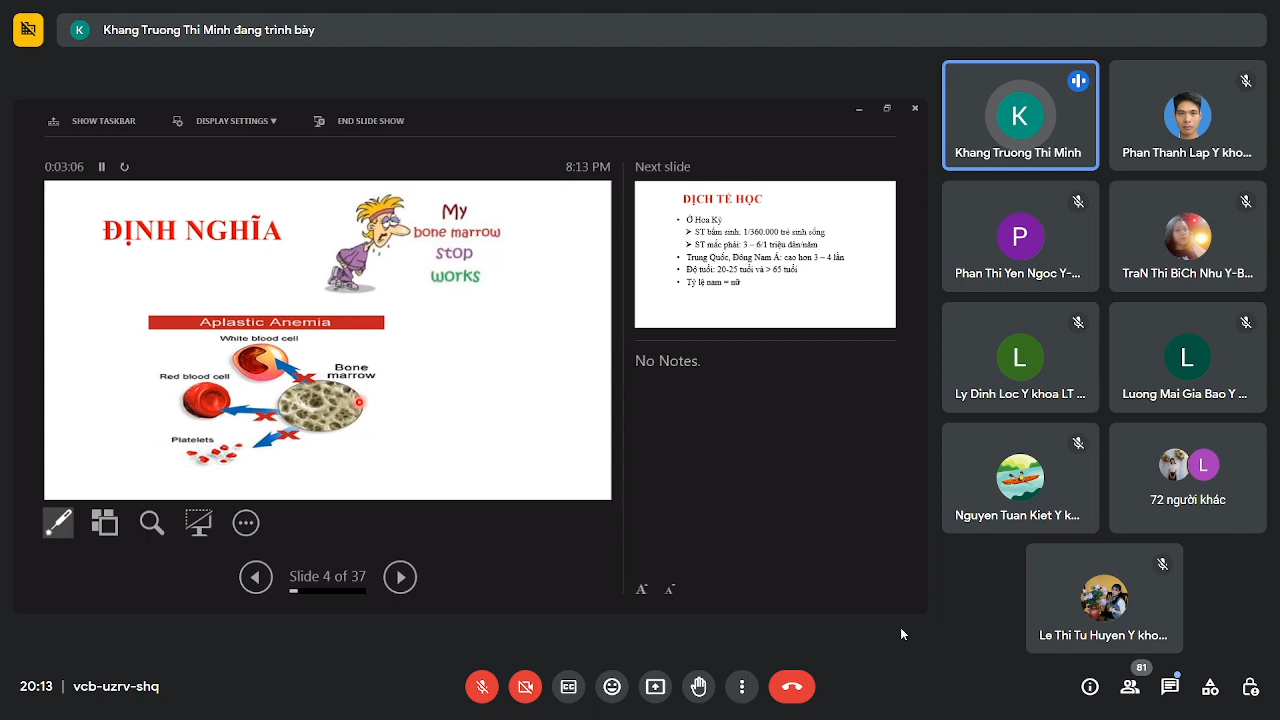 K Khang Truong Thi Minh đang trình bày
SHOW TASKBAR
DISPLAY SETTINGS ▼
END SLIDE SHOW
0:03:06
8:13 PM
Next slide
ĐỊNH NGHĨA
My
bone marrow
stop
works
Aplastic Anemia
White blood cell
Bone
marrow
Red blood cell
Platelets
DỊCH TỄ HỌC
• Ở Hoa Kỳ
➢ ST bẩm sinh: 1/360.000 trẻ sinh sống
➢ ST mắc phải: 3 – 6/1 triệu dân/năm
• Trung Quốc, Đông Nam Á: cao hơn 3 – 4 lần
• Độ tuổi: 20-25 tuổi và > 65 tuổi
• Tỷ lệ nam = nữ
No Notes.
Slide 4 of 37
A A
K
Khang Truong Thi Minh
Phan Thanh Lap Y kho...
P
Phan Thi Yen Ngoc Y-...
TraN Thi BiCh Nhu Y-B...
L
Ly Dinh Loc Y khoa LT ...
L
Luong Mai Gia Bao Y ...
Nguyen Tuan Kiet Y k...
L
72 người khác
Le Thi Tu Huyen Y kho...
20:13 | vcb-uzrv-shq
81